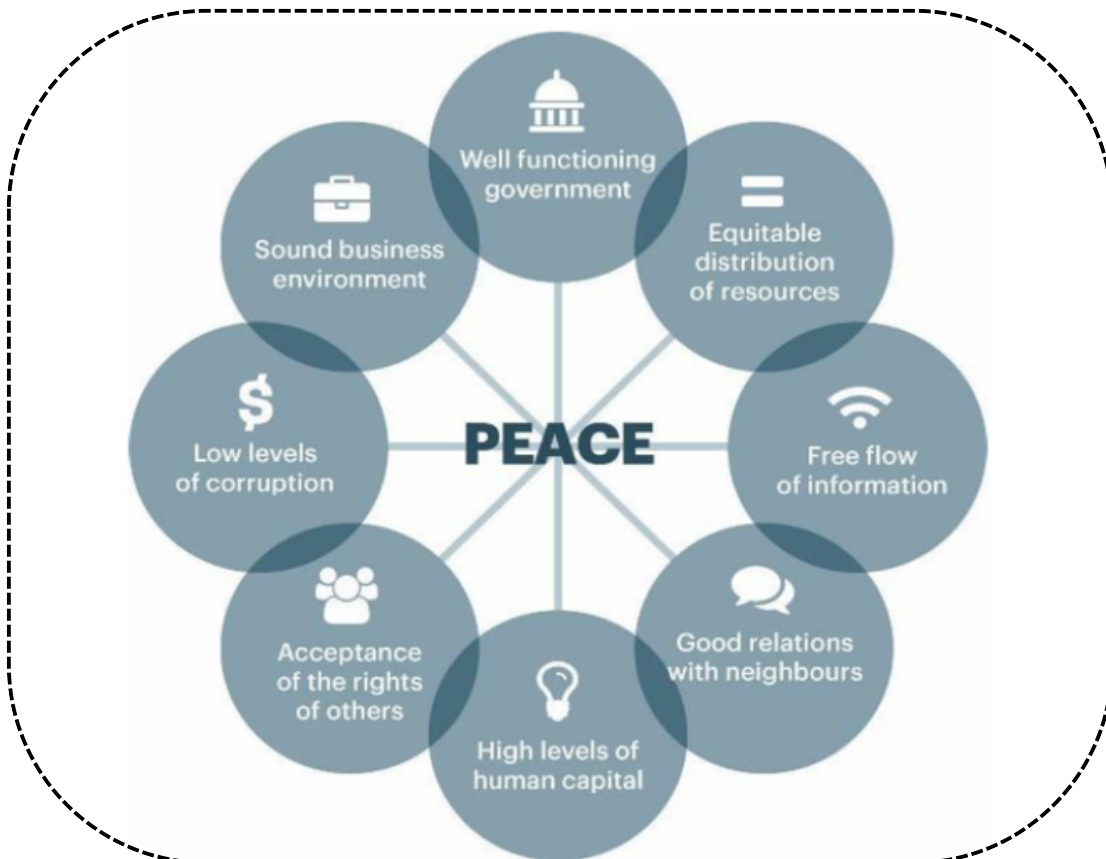 Well functioning
government
Equitable
distribution
of resources
Free flow
of information
Good relations
with neighbours
High levels of
human capital
Acceptance
of the rights
of others
Low levels
of corruption
Sound business
environment
PEACE